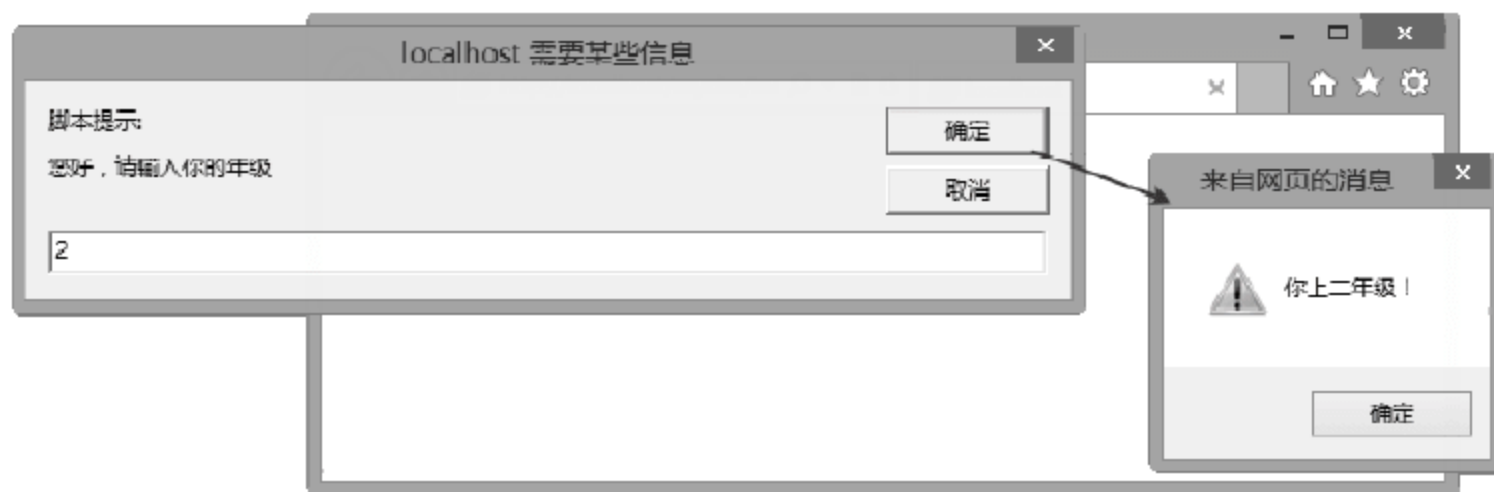 localhost 需要某些信息
脚本提示:
您好，请输入你的年级
确定
取消
2
来自网页的消息
你上二年级！
确定